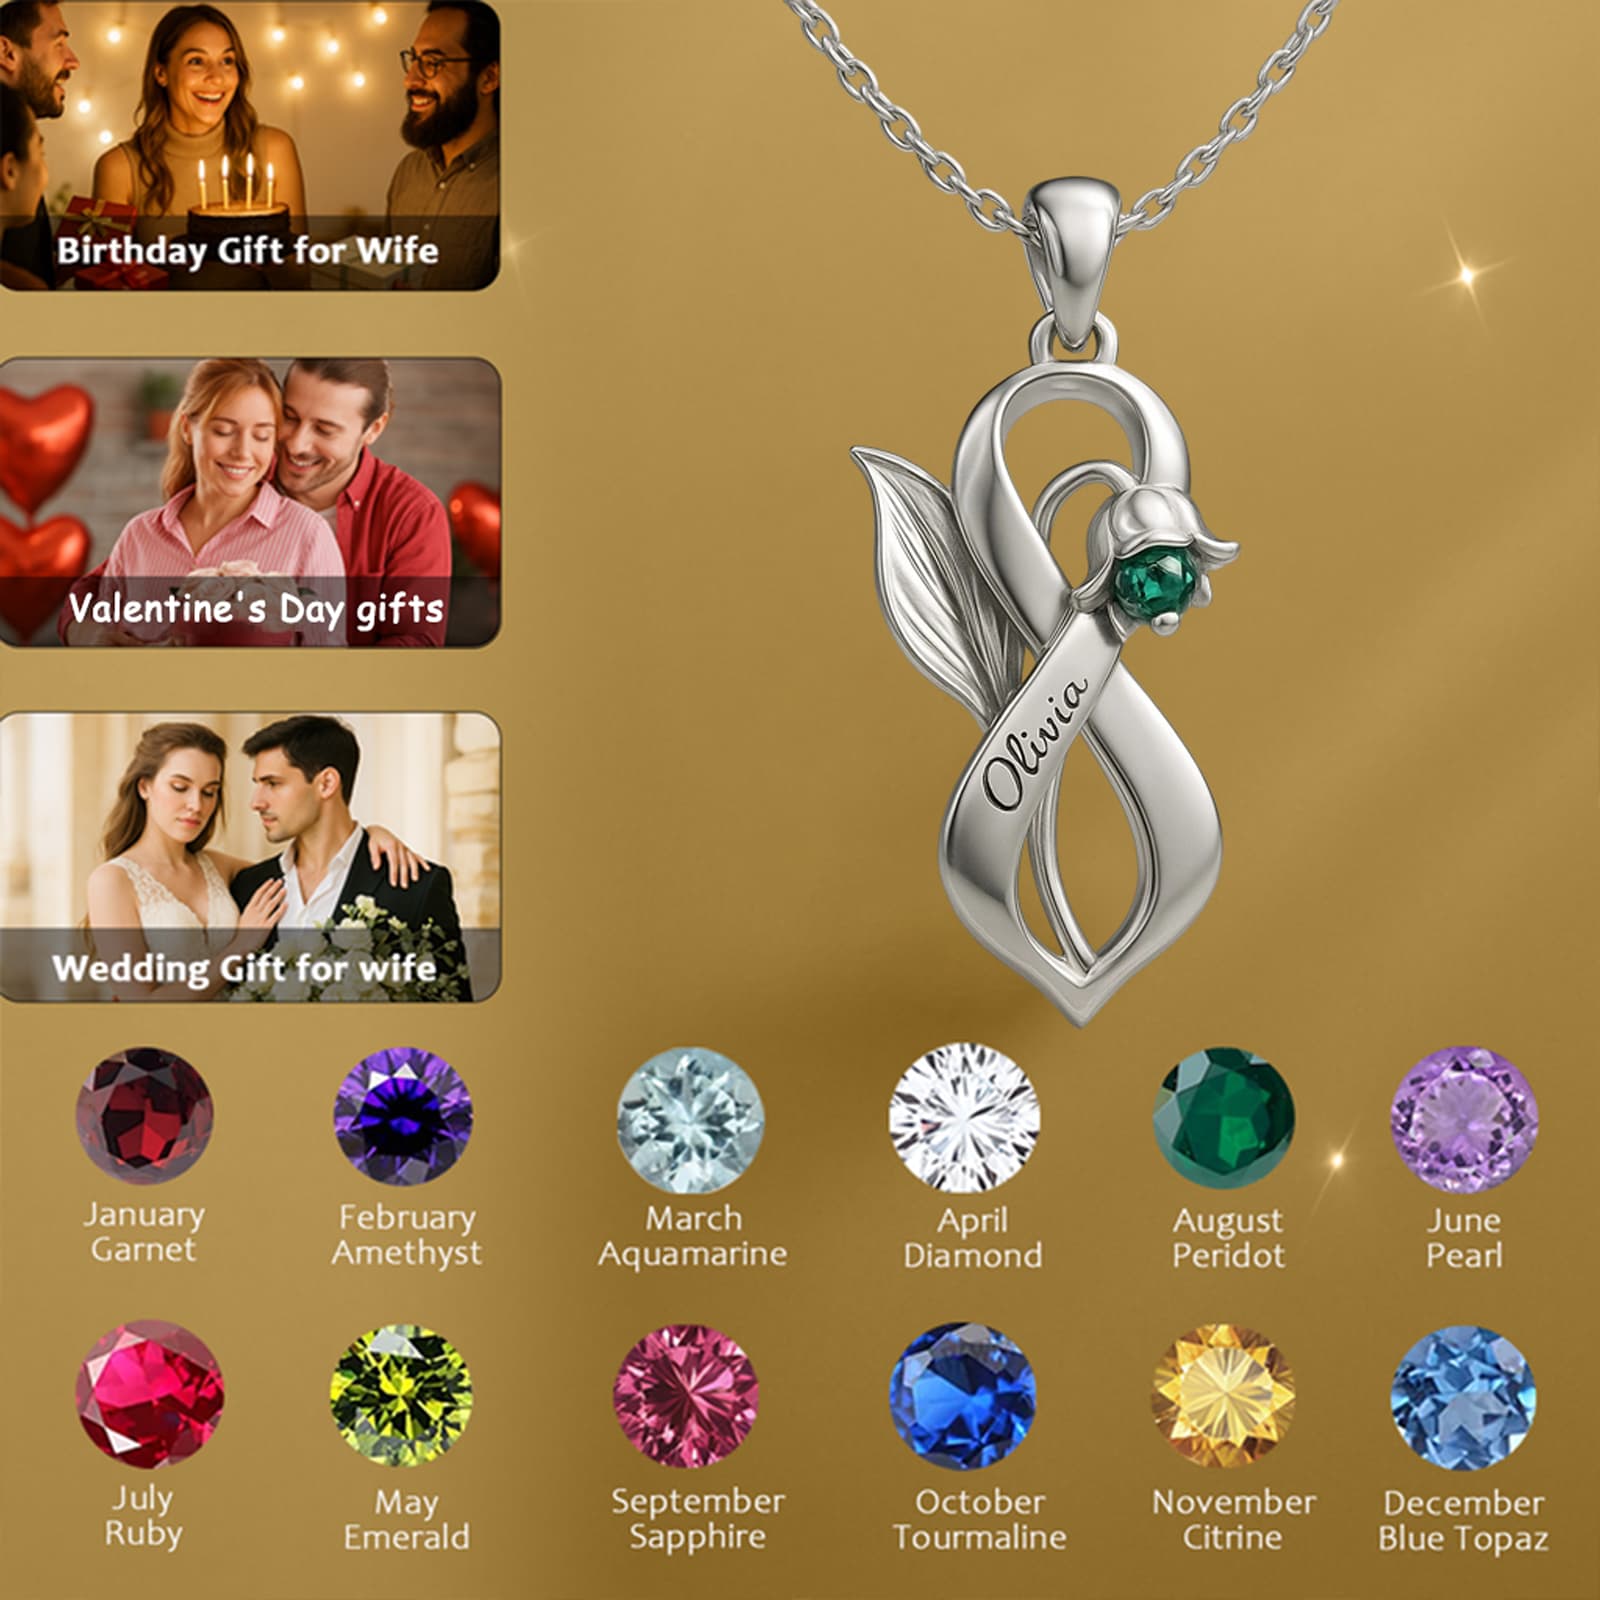 Birthday Gift for Wife
Valentine's Day gifts
Wedding Gift for wife
Olivia
January
Garnet
February
Amethyst
March
Aquamarine
April
Diamond
August
Peridot
June
Pearl
July
Ruby
May
Emerald
September
Sapphire
October
Tourmaline
November
Citrine
December
Blue Topaz